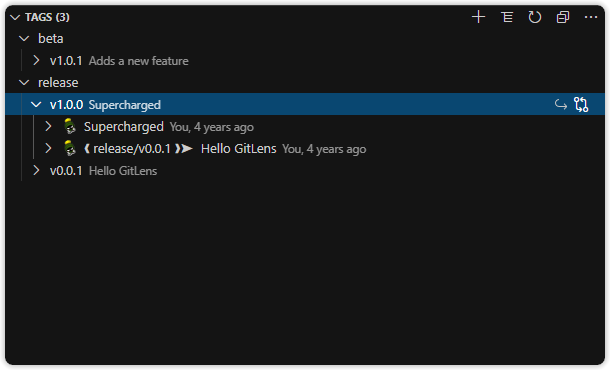 TAGS (3)
beta
v1.0.1 Adds a new feature
release
v1.0.0 Supercharged
Supercharged You, 4 years ago
❨ release/v0.0.1 ❩➤ Hello GitLens You, 4 years ago
v0.0.1 Hello GitLens